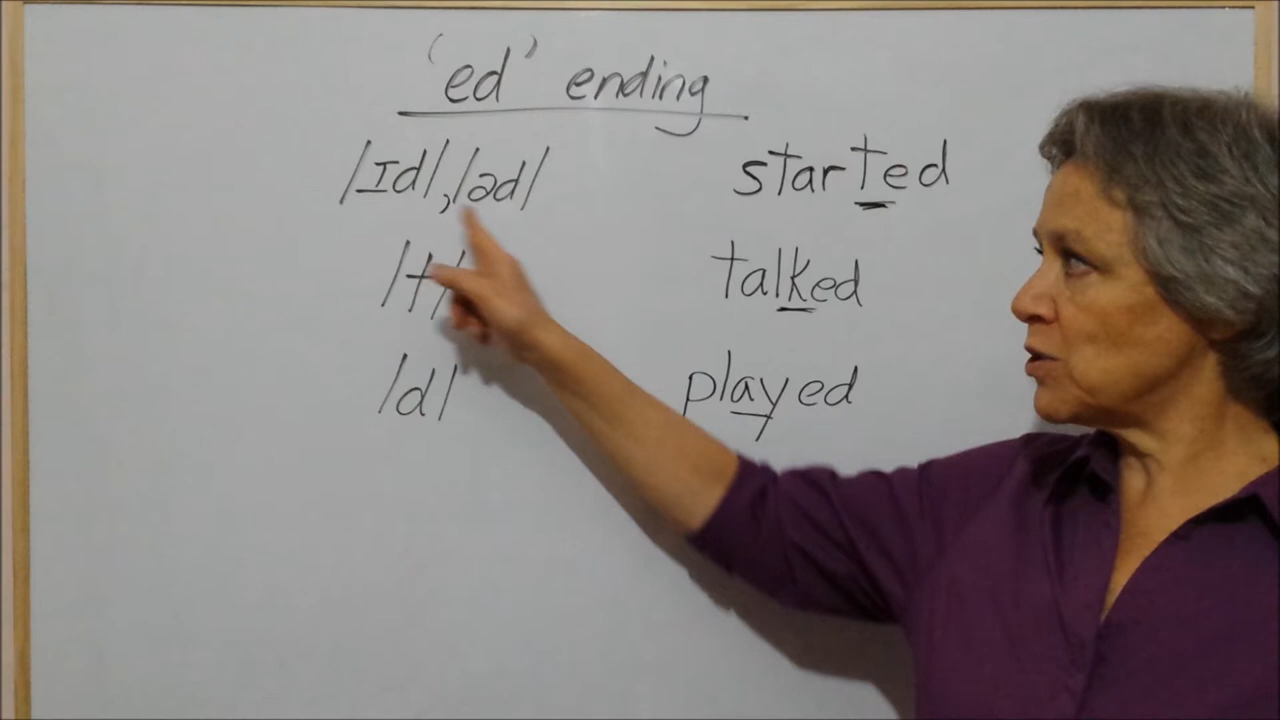 'ed' ending
/ɪd/, /əd/ started
/t/ talked
/d/ played